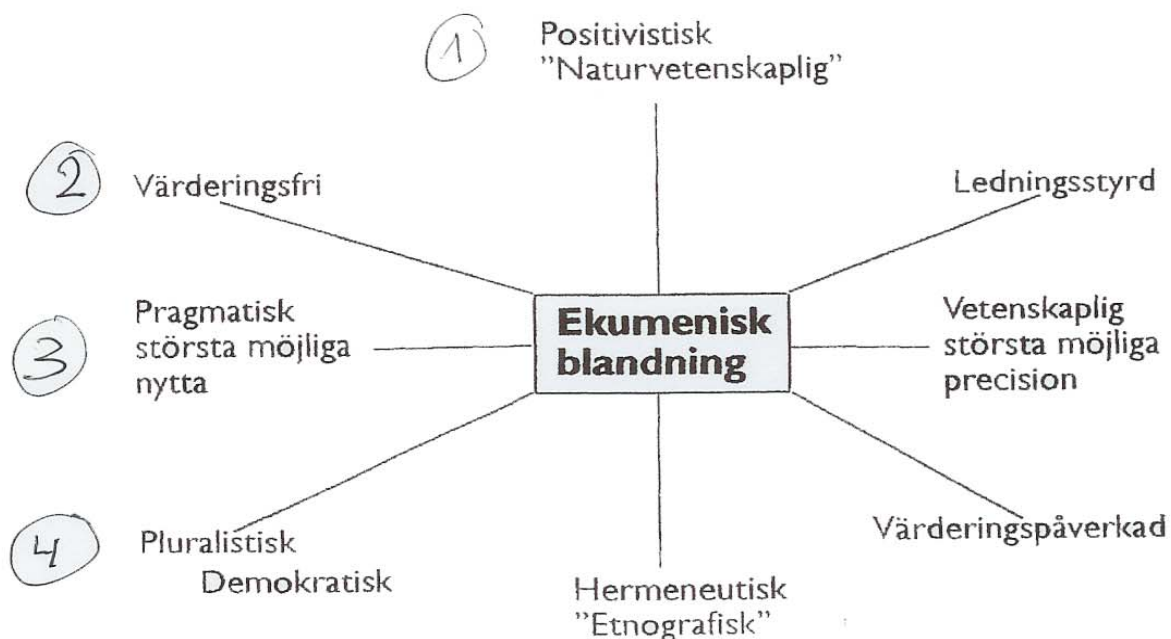 1
Positivistisk
"Naturvetenskaplig"
2
Värderingsfri
Ledningsstyrd
3
Pragmatisk
största möjliga
nytta
Ekumenisk
blandning
Vetenskaplig
största möjliga
precision
4
Pluralistisk
Demokratisk
Värderingspåverkad
Hermeneutisk
"Etnografisk"